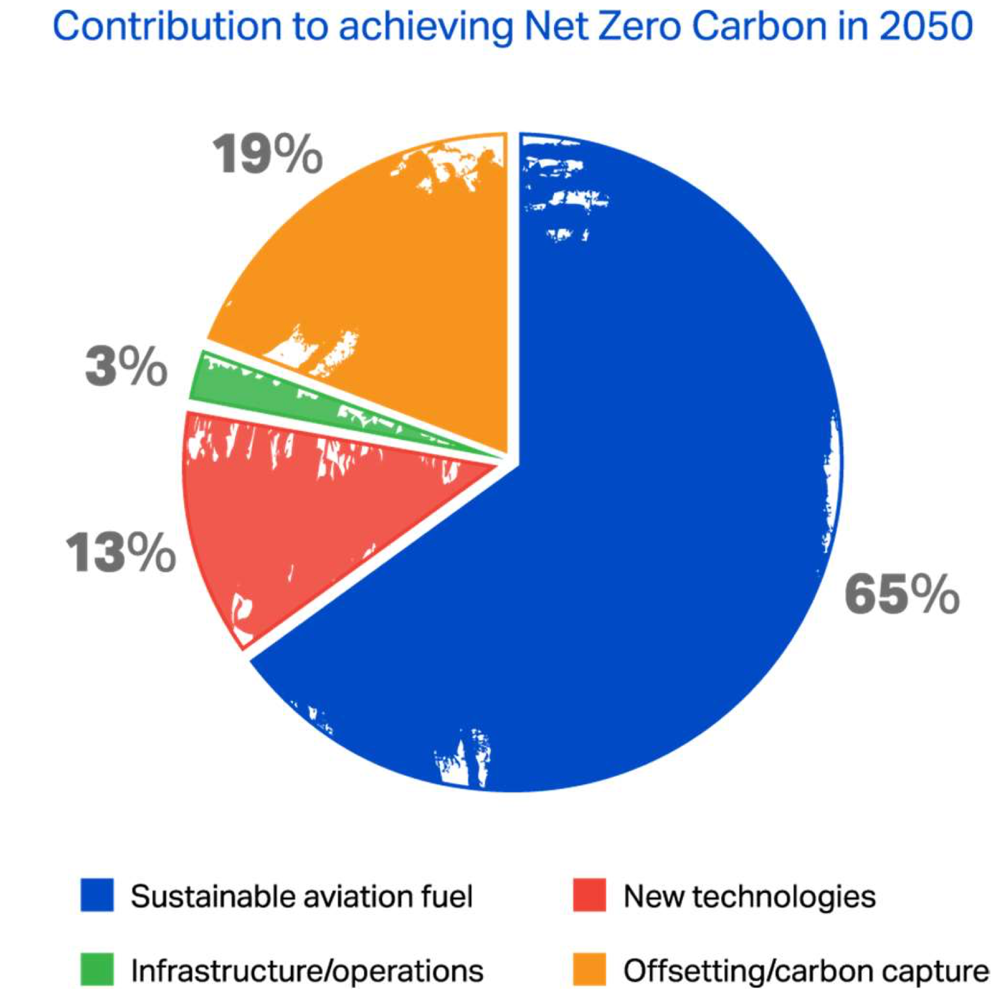 Contribution to achieving Net Zero Carbon in 2050
19%
3%
13%
65%
Sustainable aviation fuel
New technologies
Infrastructure/operations
Offsetting/carbon capture